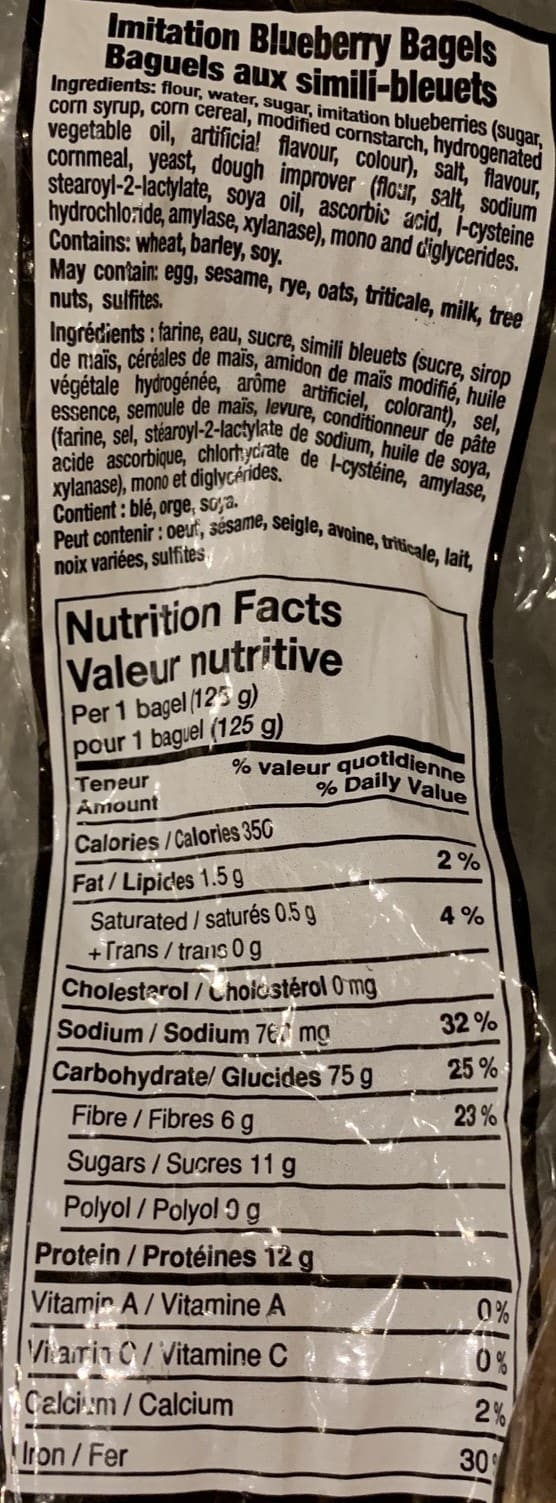 Imitation Blueberry Bagels
Baguels aux simili-bleuets
Ingredients: flour, water, sugar, imitation blueberries (sugar,
corn syrup, corn cereal, modified cornstarch, hydrogenated
vegetable oil, artificial flavour, colour), salt, flavour,
cornmeal, yeast, dough improver (flour, salt, sodium
stearoyl-2-lactylate, soya oil, ascorbic acid, l-cysteine
hydrochloride, amylase, xylanase), mono and diglycerides.
Contains: wheat, barley, soy.
May contain: egg, sesame, rye, oats, triticale, milk, tree
nuts, sulfites.
Ingrédients : farine, eau, sucre, simili bleuets (sucre, sirop
de maïs, céréales de maïs, amidon de maïs modifié, huile
végétale hydrogénée, arôme artificiel, colorant), sel,
essence, semoule de maïs, levure, conditionneur de pâte
(farine, sel, stéaroyl-2-lactylate de sodium, huile de soya,
acide ascorbique, chlorhydrate de l-cystéine, amylase,
xylanase), mono et diglycérides.
Contient : blé, orge, soya.
Peut contenir : oeuf, sésame, seigle, avoine, triticale, lait,
noix variées, sulfites
Nutrition Facts
Valeur nutritive
Per 1 bagel (125 g)
pour 1 baguel (125 g)
% valeur quotidienne
Teneur
% Daily Value
Amount
Calories / Calories 350
Fat / Lipides 1.5 g 2 %
Saturated / saturés 0.5 g 4 %
+ Trans / trans 0 g
Cholesterol / Cholestérol 0 mg
Sodium / Sodium mg 32 %
Carbohydrate/ Glucides 75 g 25 %
Fibre / Fibres 6 g 23 %
Sugars / Sucres 11 g
Polyol / Polyol 0 g
Protein / Protéines 12 g
Vitamin A / Vitamine A 0 %
Vitamin C / Vitamine C 0 %
Calcium / Calcium 2 %
Iron / Fer 30 %